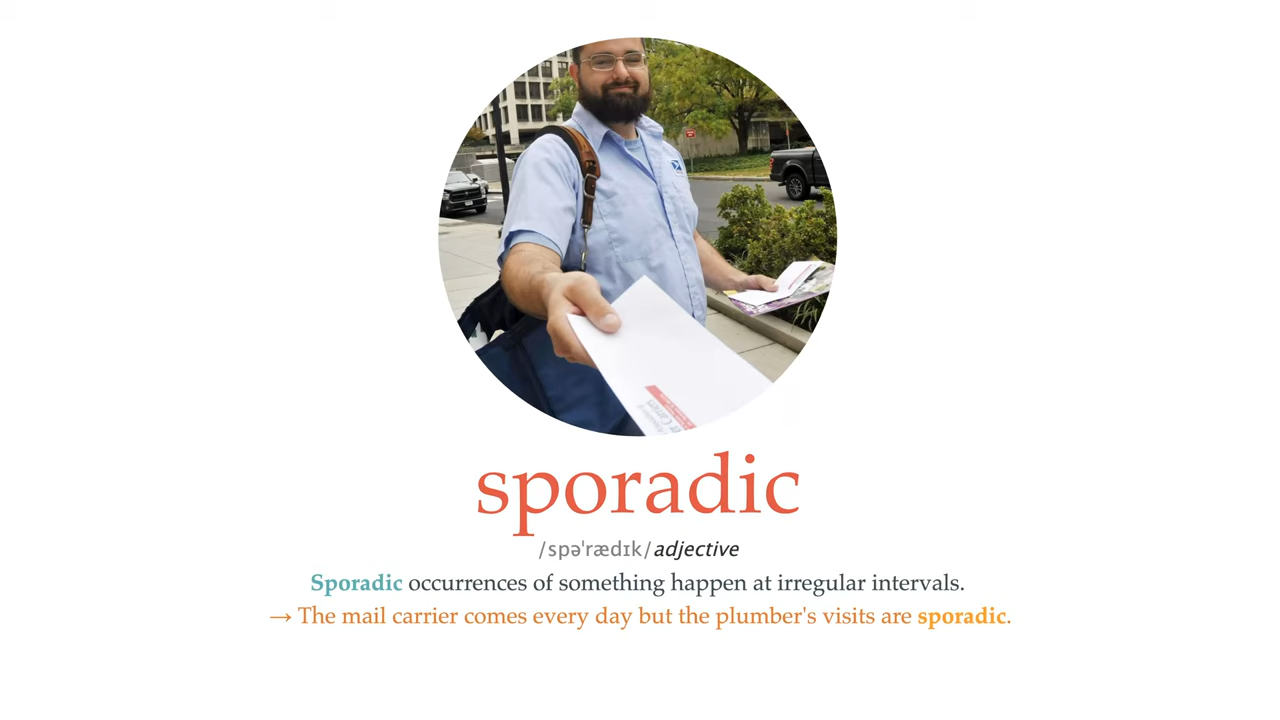 sporadic
/spəˈrædɪk/adjective
Sporadic occurrences of something happen at irregular intervals.
→ The mail carrier comes every day but the plumber's visits are sporadic.